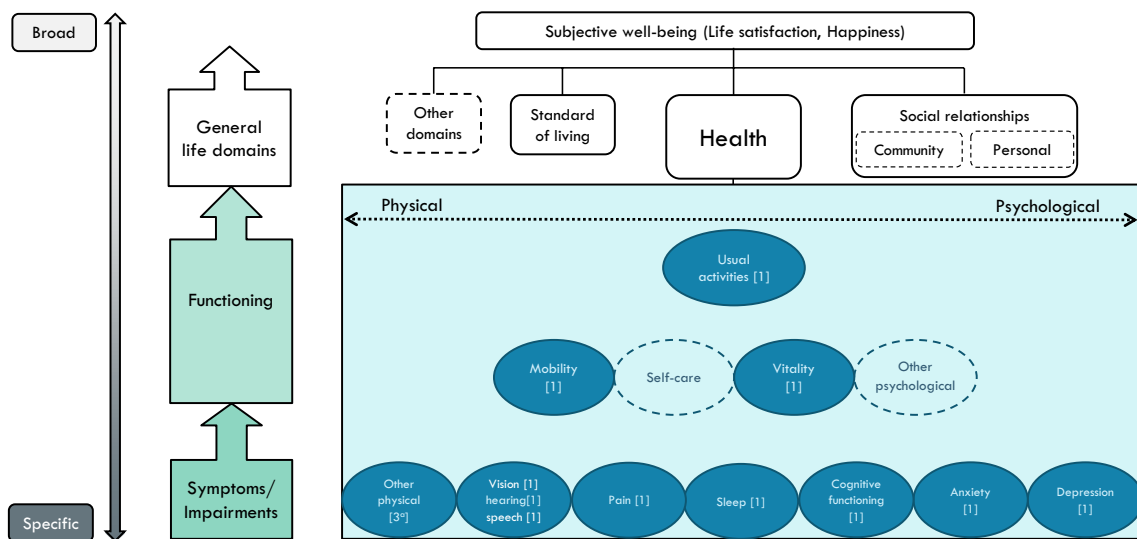 Broad
Subjective well-being (Life satisfaction, Happiness)
General
life domains
Other
domains
Standard
of living
Health
Social relationships
Community
Personal
Physical
Psychological
Usual
activities [1]
Functioning
Mobility
[1]
Self-care
Vitality
[1]
Other
psychological
Symptoms/
Impairments
Other
physical
[3ᵃ]
Vision [1]
hearing[1]
speech [1]
Pain [1]
Sleep [1]
Cognitive
functioning
[1]
Anxiety
[1]
Depression
[1]
Specific